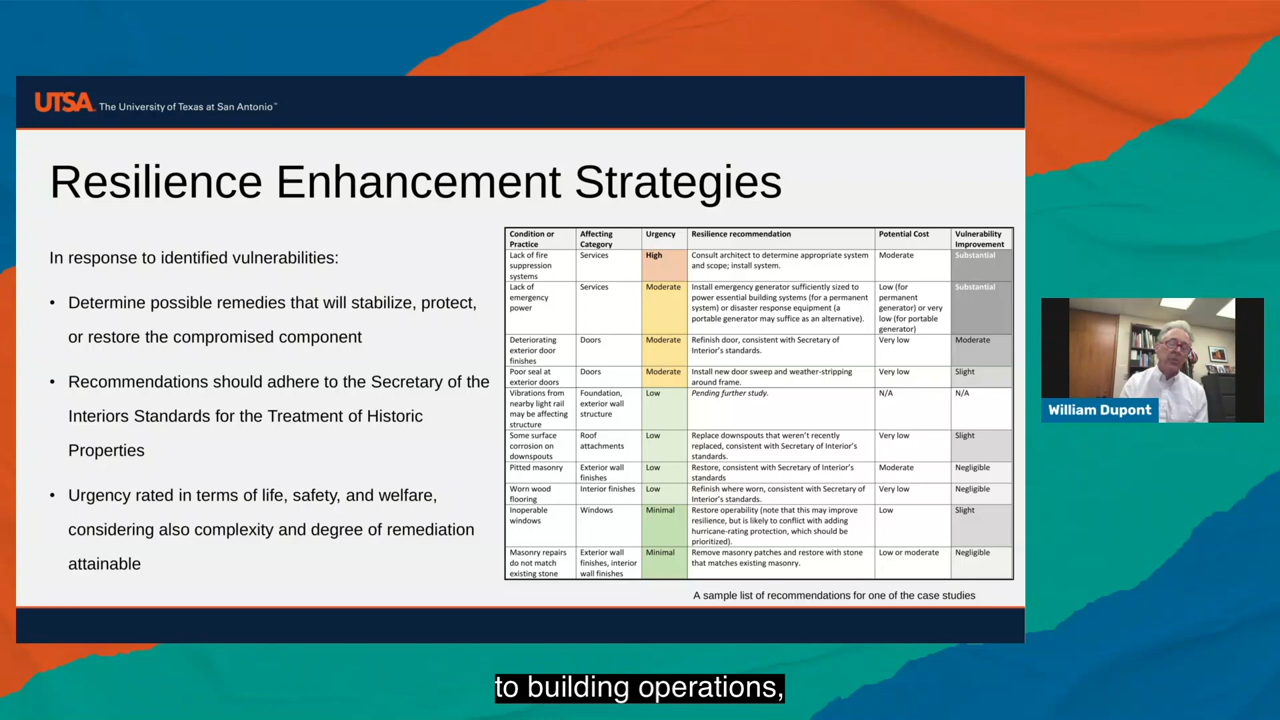 UTSA The University of Texas at San Antonio™
Resilience Enhancement Strategies
In response to identified vulnerabilities:
• Determine possible remedies that will stabilize, protect,
or restore the compromised component
• Recommendations should adhere to the Secretary of the
Interiors Standards for the Treatment of Historic
Properties
• Urgency rated in terms of life, safety, and welfare,
considering also complexity and degree of remediation
attainable
Condition or
Practice
Affecting
Category
Urgency
Resilience recommendation
Potential Cost
Vulnerability
Improvement
Lack of fire
suppression
systems
Services
High
Consult architect to determine appropriate system
and scope; install system.
Moderate
Substantial
Lack of
emergency
power
Services
Moderate
Install emergency generator sufficiently sized to
power essential building systems (for a permanent
system) or disaster response equipment (a
portable generator may suffice as an alternative).
Low (for
permanent
generator) or very
low (for portable
generator)
Substantial
Deteriorating
exterior door
finishes
Doors
Moderate
Refinish door, consistent with Secretary of
Interior's standards.
Very low
Moderate
Poor seal at
exterior doors
Doors
Moderate
Install new door sweep and weather-stripping
around frame.
Very low
Slight
Vibrations from
nearby light rail
may be affecting
structure
Foundation,
exterior wall
structure
Low
Pending further study.
N/A
N/A
Some surface
corrosion on
downspouts
Roof
attachments
Low
Replace downspouts that weren't recently
replaced, consistent with Secretary of Interior's
standards.
Very low
Slight
Pitted masonry
Exterior wall
finishes
Low
Restore, consistent with Secretary of Interior's
standards
Moderate
Negligible
Worn wood
flooring
Interior finishes
Low
Refinish where worn, consistent with Secretary of
Interior's standards.
Very low
Negligible
Inoperable
windows
Windows
Minimal
Restore operability (note that this may improve
resilience, but is likely to conflict with adding
hurricane-rating protection, which should be
prioritized).
Low
Slight
Masonry repairs
do not match
existing stone
Exterior wall
finishes, interior
wall finishes
Minimal
Remove masonry patches and restore with stone
that matches existing masonry.
Low or moderate
Negligible
A sample list of recommendations for one of the case studies
William Dupont
to building operations,